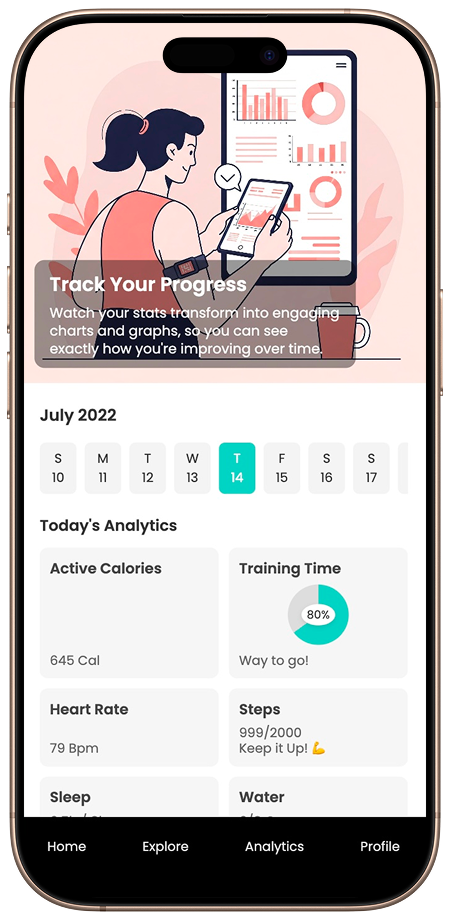 Track Your Progress
Watch your stats transform into engaging
charts and graphs, so you can see
exactly how you're improving over time.
July 2022
S M T W T F S S
10 11 12 13 14 15 16 17
Today's Analytics
Active Calories
645 Cal
Training Time
80%
Way to go!
Heart Rate
79 Bpm
Steps
999/2000
Keep it Up! 💪
Sleep
Water
Home Explore Analytics Profile